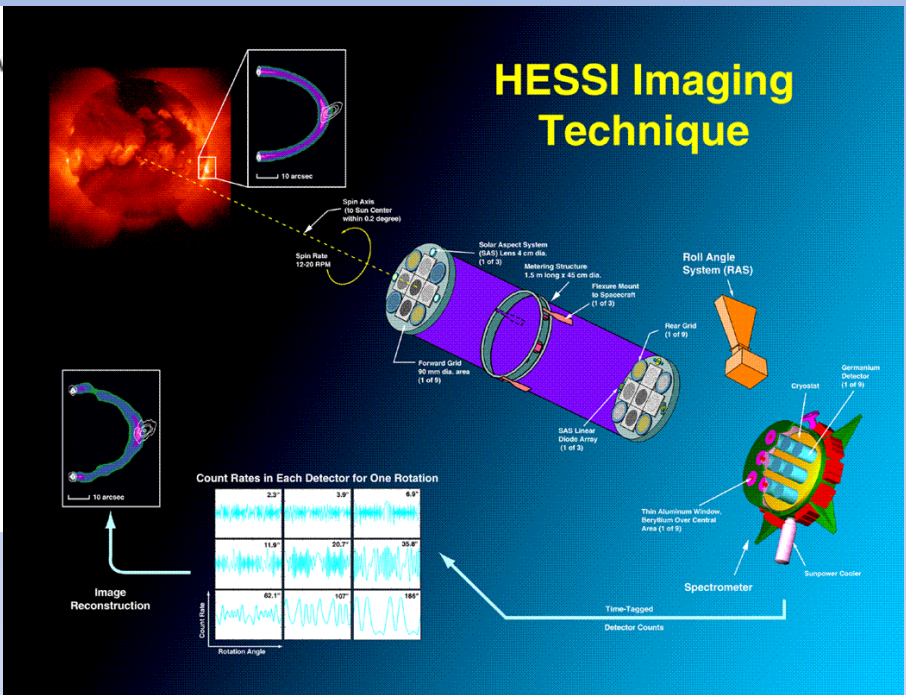 HESSI Imaging
Technique
10 arcsec
Spin Axis
(to Sun Center
within 0.2 degree)
Spin Rate
12-20 RPM
Solar Aspect System
(SAS) Lens 4 cm dia.
(1 of 3)
Metering Structure
1.5 m long x 45 cm dia.
Flexure Mount
to Spacecraft
(1 of 3)
Roll Angle
System (RAS)
Rear Grid
(1 of 9)
Forward Grid
90 mm dia. area
(1 of 9)
Germanium
Detector
(1 of 9)
Cryostat
SAS Linear
Diode Array
(1 of 3)
10 arcsec
Count Rates in Each Detector for One Rotation
2.3"
3.9"
6.9"
11.9"
20.7"
35.8"
62.1"
107"
186"
Count Rate
Rotation Angle
Thin Aluminum Window,
Beryllium Over Central
Area (1 of 9)
Sunpower Cooler
Spectrometer
Image
Reconstruction
Time-Tagged
Detector Counts